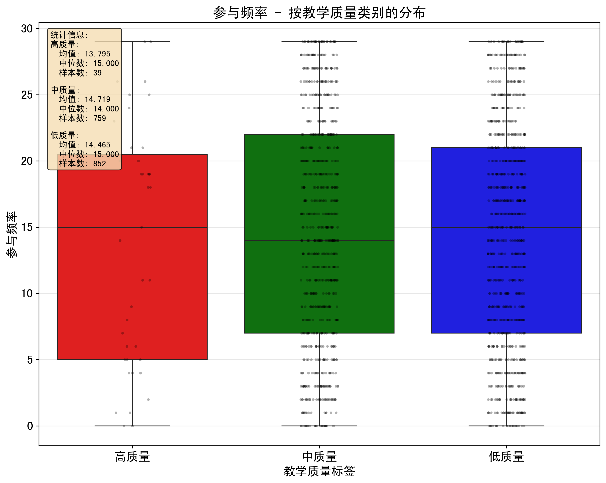 参与频率 - 按教学质量类别的分布
统计信息:
高质量:
均值: 13.795
中位数: 15.000
样本数: 39
中质量:
均值: 14.719
中位数: 14.000
样本数: 759
低质量:
均值: 14.465
中位数: 15.000
样本数: 852
参与频率
30
25
20
15
10
5
0
高质量
中质量
低质量
教学质量标签